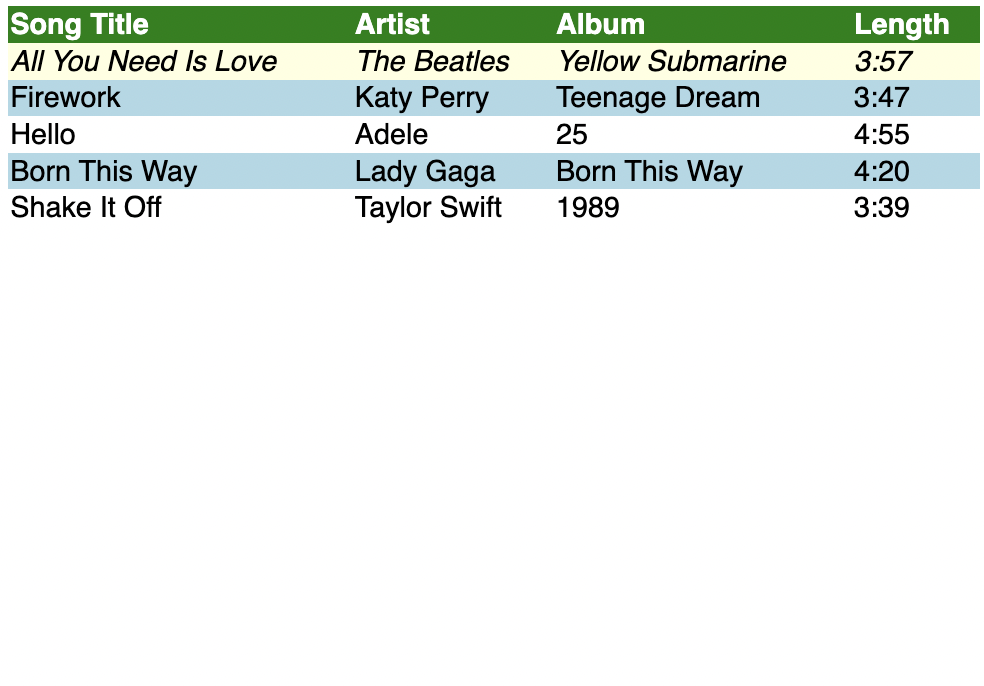 Song Title Artist Album Length
All You Need Is Love The Beatles Yellow Submarine 3:57
Firework Katy Perry Teenage Dream 3:47
Hello Adele 25 4:55
Born This Way Lady Gaga Born This Way 4:20
Shake It Off Taylor Swift 1989 3:39